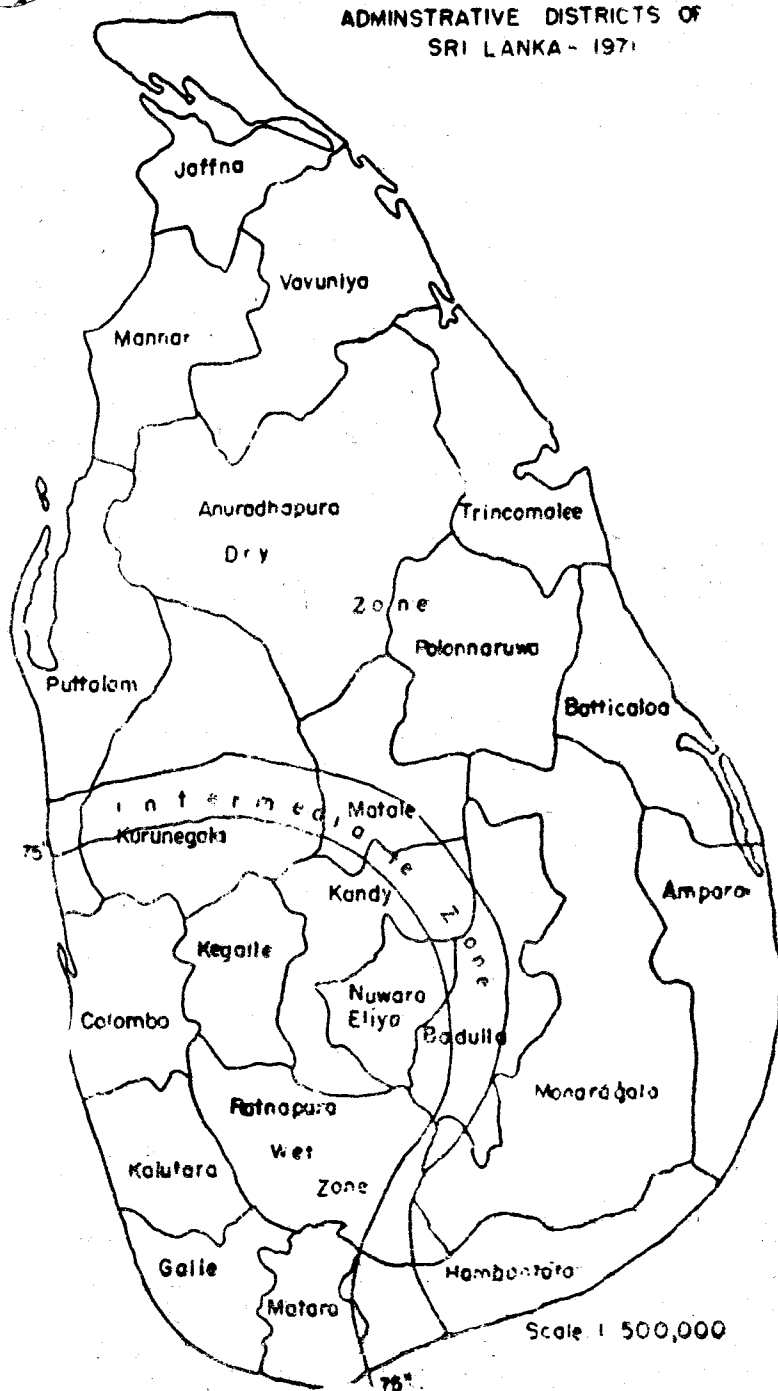 ADMINSTRATIVE DISTRICTS OF
SRI LANKA - 1971
Jaffna
Vavuniya
Mannar
Anuradhapura
Dry
Zone
Trincomalee
Polonnaruwa
Puttalam
Batticaloa
Intermediate Zone
Matale
Kurunegala
75"
Kandy
Ampara
Kegalle
Nuwara
Eliya
Colombo
Badulla
Monaragala
Ratnapura
Wet
Zone
Kalutara
Galle
Hambantota
Matara
Scale 1 500,000
75"